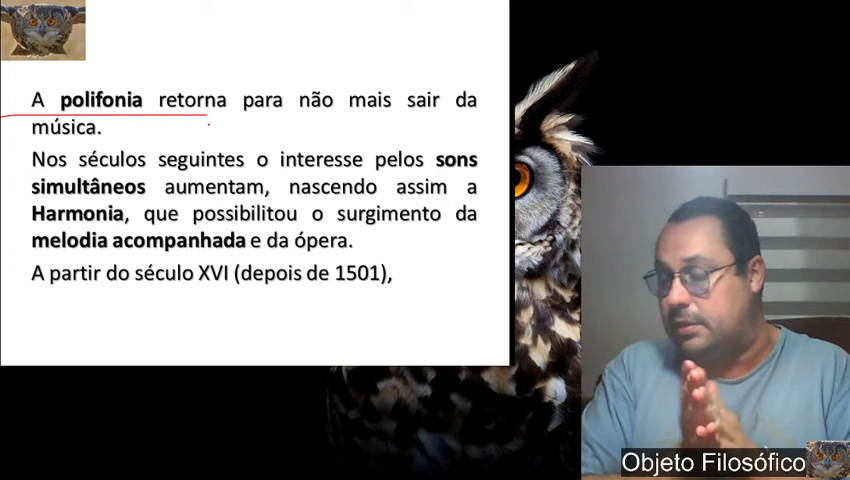 A polifonia retorna para não mais sair da
música.
Nos séculos seguintes o interesse pelos sons
simultâneos aumentam, nascendo assim a
Harmonia, que possibilitou o surgimento da
melodia acompanhada e da ópera.
A partir do século XVI (depois de 1501),
Objeto Filosófico